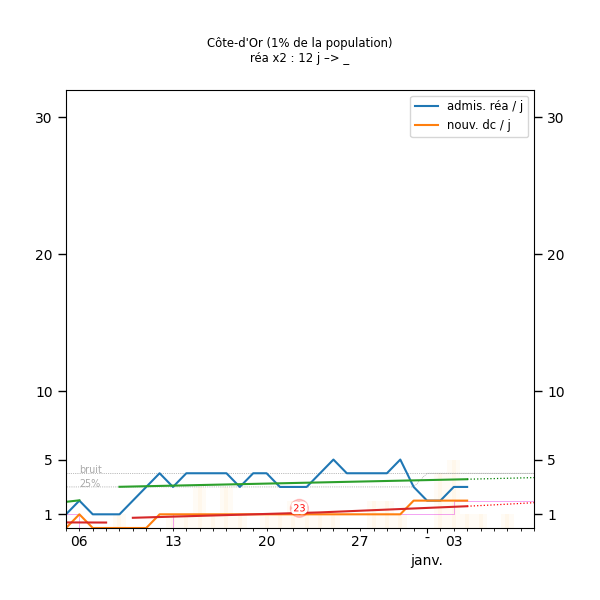 Côte-d'Or (1% de la population)
réa x2 : 12 j –> _
admis. réa / j
nouv. dc / j
30 30
20 20
10 10
5 5
1 1
bruit
25%
23
06 13 20 27 - 03
janv.